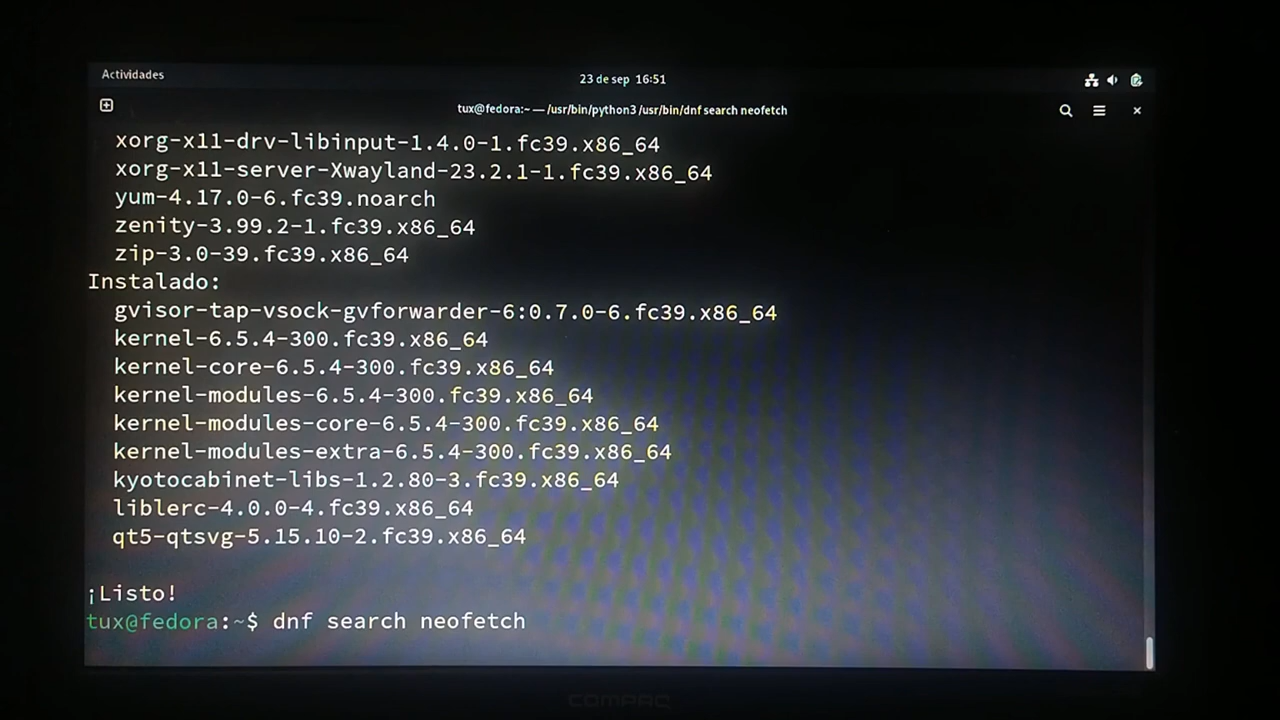 Actividades
23 de sep 16:51
tux@fedora:~ — /usr/bin/python3 /usr/bin/dnf search neofetch
xorg-x11-drv-libinput-1.4.0-1.fc39.x86_64
xorg-x11-server-Xwayland-23.2.1-1.fc39.x86_64
yum-4.17.0-6.fc39.noarch
zenity-3.99.2-1.fc39.x86_64
zip-3.0-39.fc39.x86_64
Instalado:
gvisor-tap-vsock-gvforwarder-6:0.7.0-6.fc39.x86_64
kernel-6.5.4-300.fc39.x86_64
kernel-core-6.5.4-300.fc39.x86_64
kernel-modules-6.5.4-300.fc39.x86_64
kernel-modules-core-6.5.4-300.fc39.x86_64
kernel-modules-extra-6.5.4-300.fc39.x86_64
kyotocabinet-libs-1.2.80-3.fc39.x86_64
liblerc-4.0.0-4.fc39.x86_64
qt5-qtsvg-5.15.10-2.fc39.x86_64
¡Listo!
tux@fedora:~$ dnf search neofetch
COMPAQ